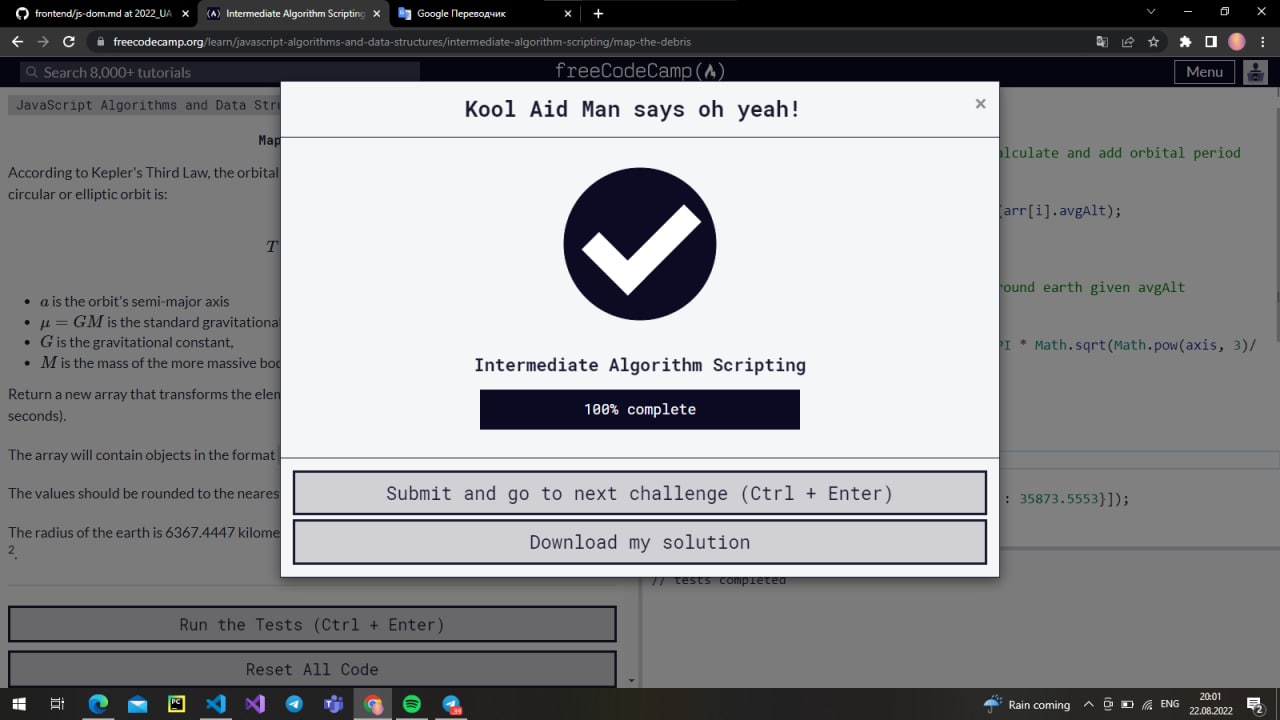 frontend/js-dom.md at 2022_UA
Intermediate Algorithm Scripting
Google Переводчик
freecodecamp.org/learn/javascript-algorithms-and-data-structures/intermediate-algorithm-scripting/map-the-debris
Search 8,000+ tutorials
freeCodeCamp
Menu
JavaScript Algorithms and Data Stru
Kool Aid Man says oh yeah!
×
Map
According to Kepler's Third Law, the orbital
circular or elliptic orbit is:
T
a is the orbit's semi-major axis
μ = GM is the standard gravitational
G is the gravitational constant,
M is the mass of the more massive bod
Return a new array that transforms the elem
seconds).
The array will contain objects in the format
The values should be rounded to the nearest
The radius of the earth is 6367.4447 kilome
2.
alculate and add orbital period
(arr[i].avgAlt);
round earth given avgAlt
PI * Math.sqrt(Math.pow(axis, 3)/
: 35873.5553}]);
Intermediate Algorithm Scripting
100% complete
Submit and go to next challenge (Ctrl + Enter)
Download my solution
// tests completed
Run the Tests (Ctrl + Enter)
Reset All Code
Rain coming
ENG
20:01
22.08.2022
2